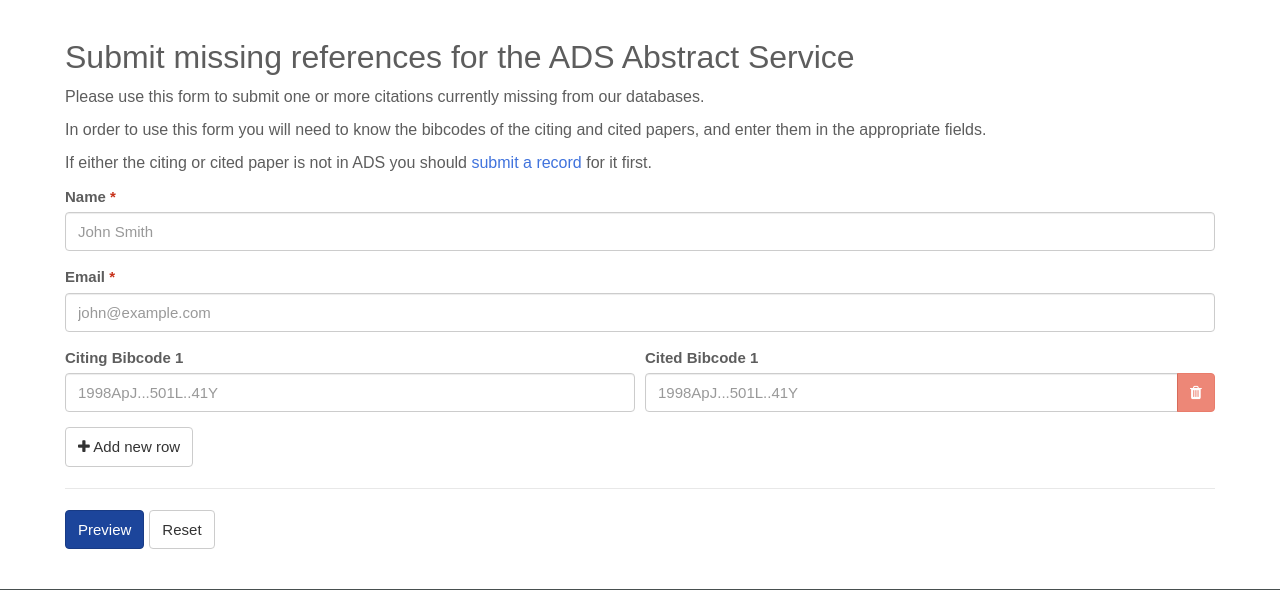 Submit missing references for the ADS Abstract Service
Please use this form to submit one or more citations currently missing from our databases.
In order to use this form you will need to know the bibcodes of the citing and cited papers, and enter them in the appropriate fields.
If either the citing or cited paper is not in ADS you should submit a record for it first.
Name *
John Smith
Email *
john@example.com
Citing Bibcode 1 Cited Bibcode 1
1998ApJ...501L..41Y 1998ApJ...501L..41Y
Add new row
Preview Reset